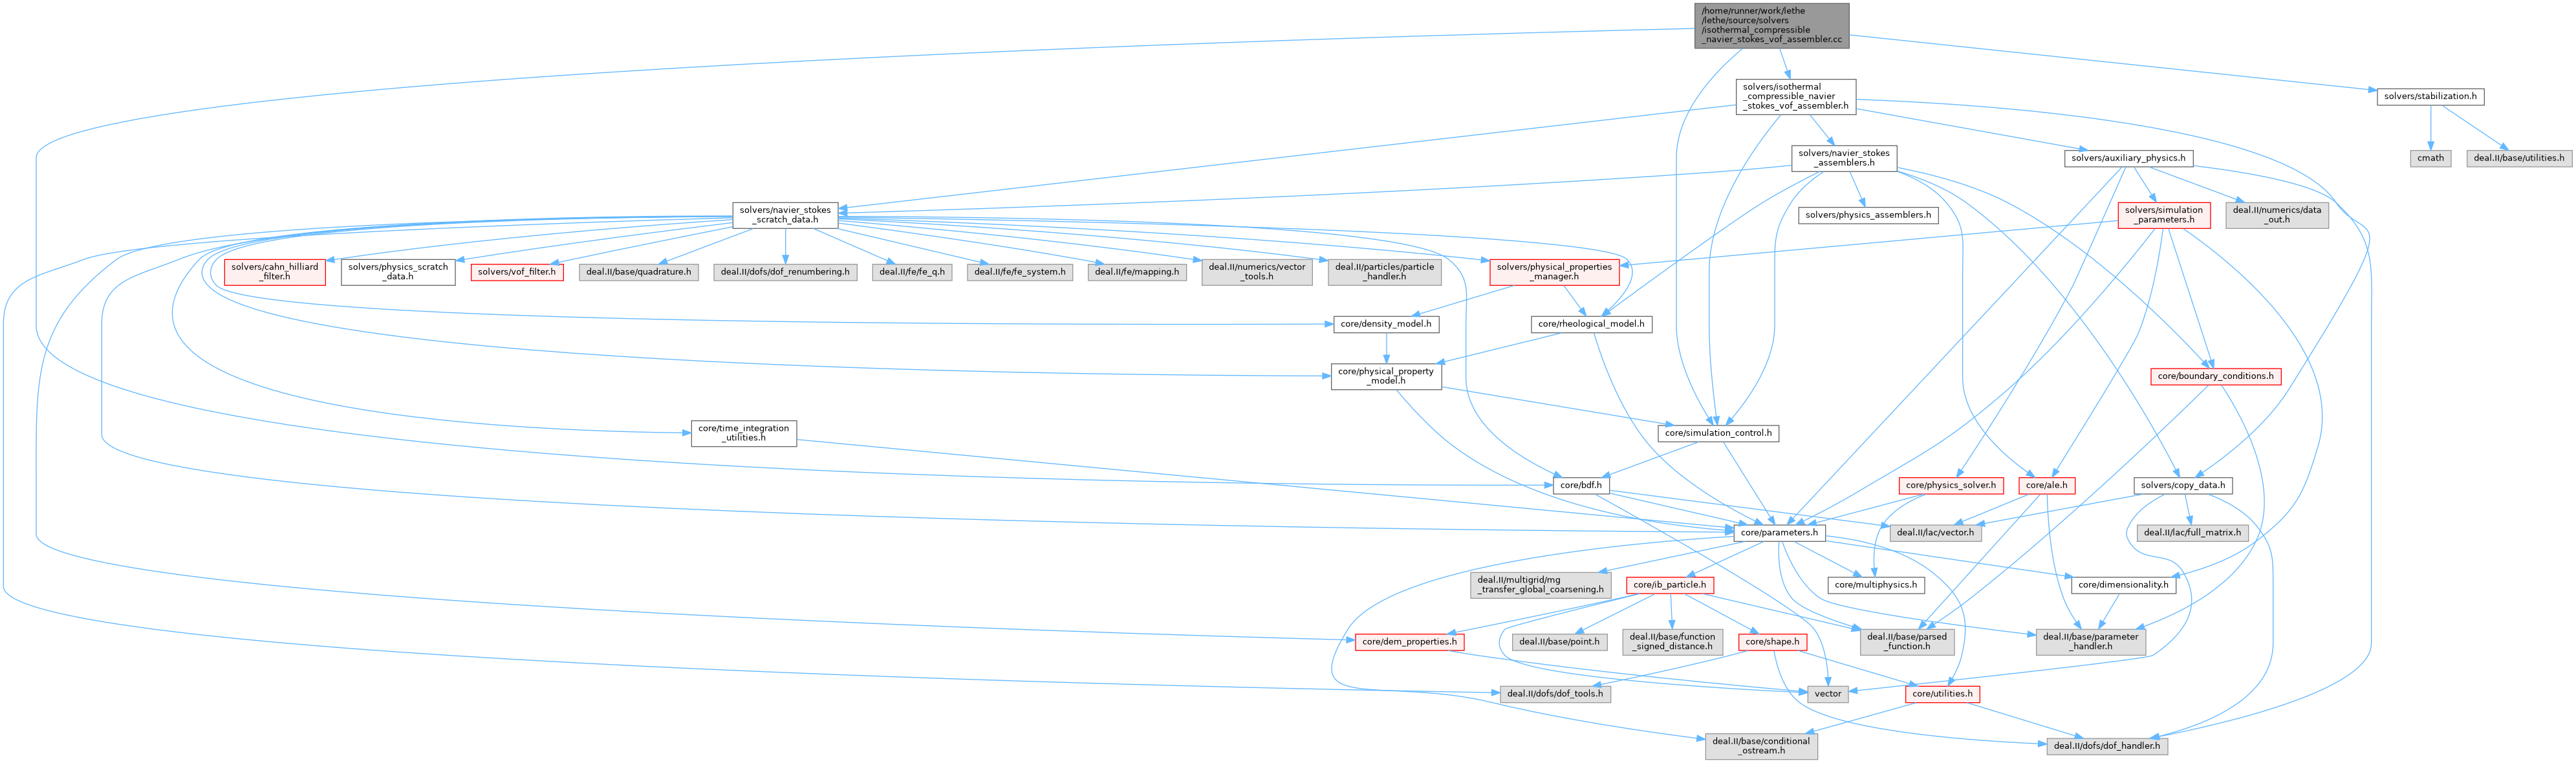 /home/runner/work/lethe
/lethe/source/solvers
/isothermal_compressible
_navier_stokes_vof_assembler.cc
solvers/isothermal
_compressible_navier
_stokes_vof_assembler.h
solvers/stabilization.h
solvers/navier_stokes
_assemblers.h
solvers/auxiliary_physics.h
cmath
deal.II/base/utilities.h
solvers/navier_stokes
_scratch_data.h
solvers/physics_assemblers.h
solvers/simulation
_parameters.h
deal.II/numerics/data
_out.h
solvers/cahn_hilliard
_filter.h
solvers/physics_scratch
_data.h
solvers/vof_filter.h
deal.II/base/quadrature.h
deal.II/dofs/dof_renumbering.h
deal.II/fe/fe_q.h
deal.II/fe/fe_system.h
deal.II/fe/mapping.h
deal.II/numerics/vector
_tools.h
deal.II/particles/particle
_handler.h
solvers/physical_properties
_manager.h
core/density_model.h
core/rheological_model.h
core/physical_property
_model.h
core/boundary_conditions.h
core/time_integration
_utilities.h
core/simulation_control.h
core/bdf.h
core/physics_solver.h
core/ale.h
solvers/copy_data.h
core/parameters.h
deal.II/lac/vector.h
deal.II/lac/full_matrix.h
deal.II/multigrid/mg
_transfer_global_coarsening.h
core/ib_particle.h
core/multiphysics.h
core/dimensionality.h
core/dem_properties.h
deal.II/base/point.h
deal.II/base/function
_signed_distance.h
core/shape.h
deal.II/base/parsed
_function.h
deal.II/base/parameter
_handler.h
deal.II/dofs/dof_tools.h
vector
core/utilities.h
deal.II/base/conditional
_ostream.h
deal.II/dofs/dof_handler.h